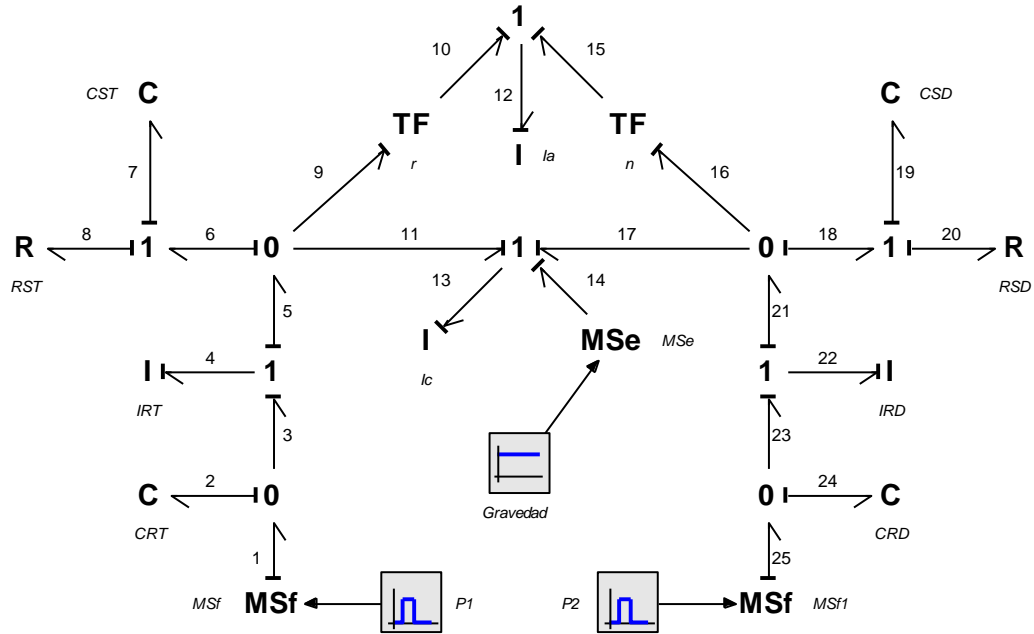 1
10 15
CST C C CSD
12
TF TF
9 r I Ia n 16
7 19
R 8 1 6 0 11 1 17 0 18 1 20 R
RST RSD
5 13 14 21
I 4 1 I MSe MSe 1 22 I
IRT Ic IRD
3 23
C 2 0 0 24 C
CRT Gravedad CRD
1 25
MSf MSf P1 P2 MSf MSf1